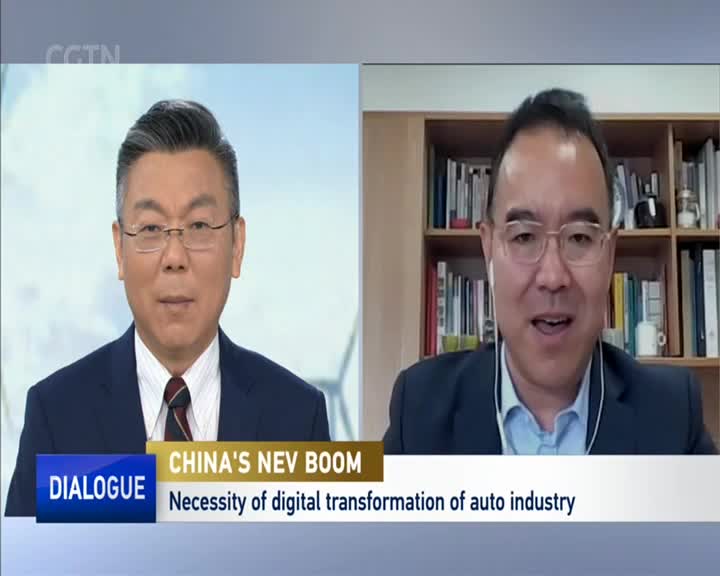 CGTN
CHINA'S NEV BOOM
DIALOGUE
Necessity of digital transformation of auto industry